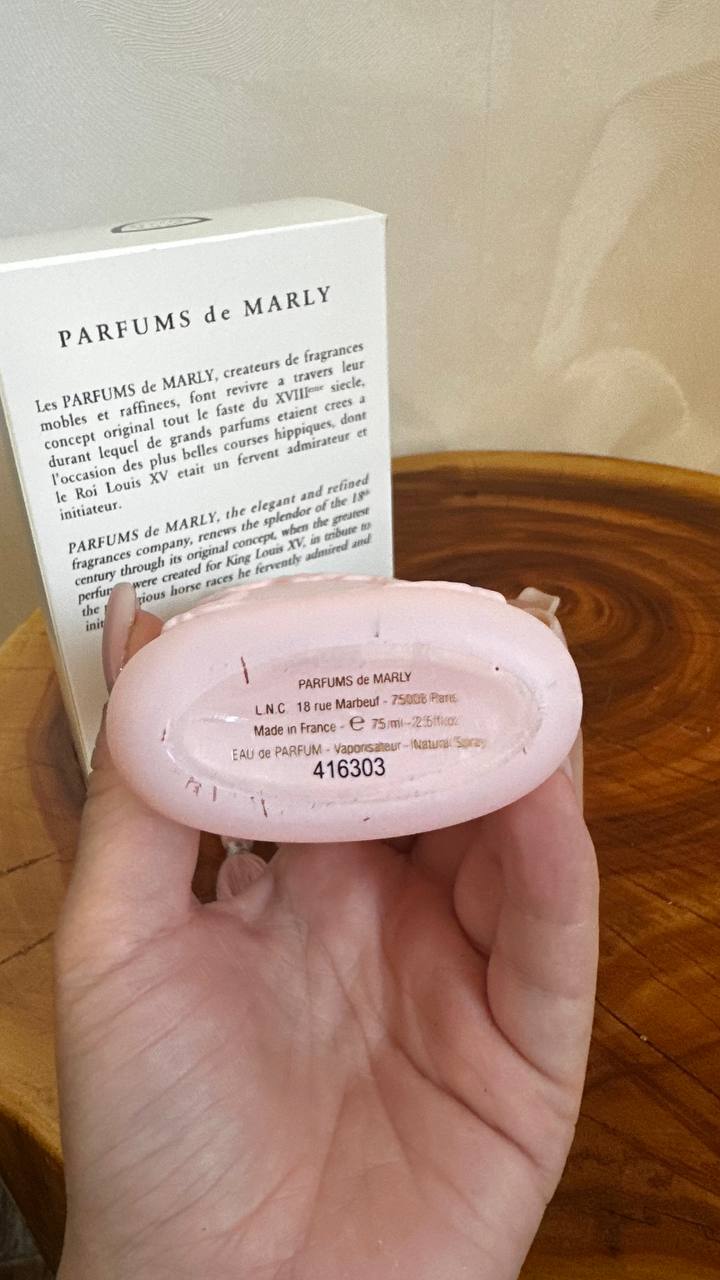 PARFUMS de MARLY
Les PARFUMS de MARLY, createurs de fragrances
mobles et raffinees, font revivre a travers leur
concept original tout le faste du XVIIIeme siecle,
durant lequel de grands parfums etaient crees a
l'occasion des plus belles courses hippiques, dont
le Roi Louis XV etait un fervent admirateur et
initiateur.
PARFUMS de MARLY, the elegant and refined
fragrances company, renews the splendor of the 18th
century through its original concept, when the greatest
were created for King Louis XV, in tribute to
the horse races he fervently admired and
PARFUMS de MARLY
L.N.C 18 rue Marbeuf - 75008 Paris
Made in France - e 75 ml - 2.5 fl.oz
EAU de PARFUM - Vaporisateur - Natural Spray
416303